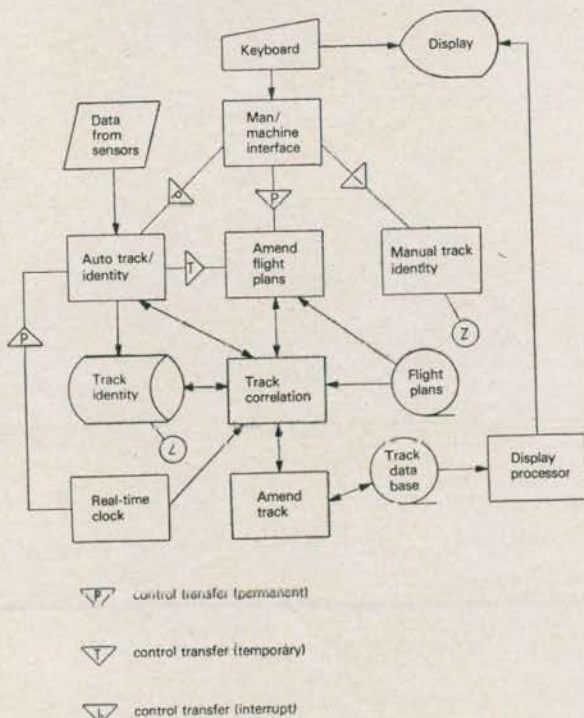 Keyboard
Display
Data
from
sensors
Man/
machine
interface
P
P
I
Auto track/
identity
T
Amend
flight
plans
Manual track
identity
P
Z
Track
identity
Track
correlation
Flight
plans
Z
Real-time
clock
Amend
track
Track
data
base
Display
processor
P
control transfer (permanent)
T
control transfer (temporary)
I
control transfer (interrupt)